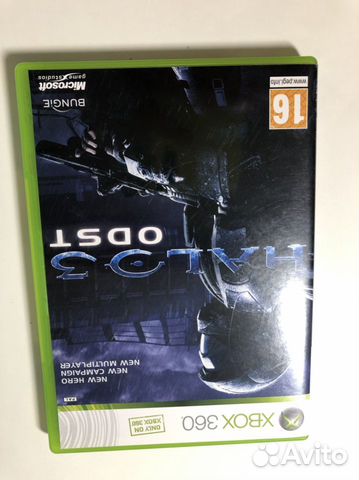 XBOX 360
ONLY ON
XBOX 360
PAL
NEW HERO
NEW CAMPAIGN
NEW MULTIPLAYER
HALO 3
ODST
16
www.pegi.info
BUNGIE
Microsoft
game studios
Avito